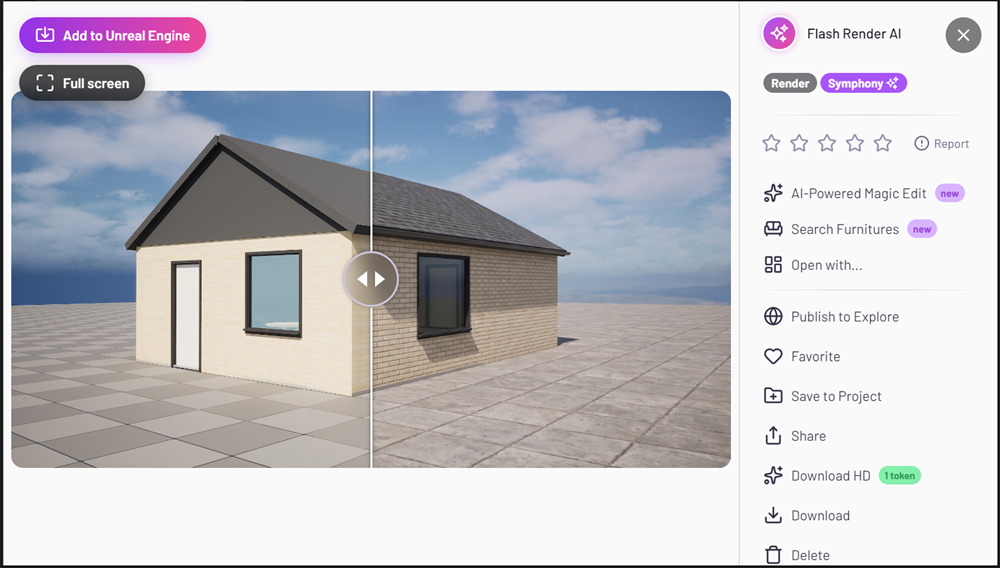 Add to Unreal Engine
Full screen
Flash Render AI
Render
Symphony
Report
AI-Powered Magic Edit new
Search Furnitures new
Open with...
Publish to Explore
Favorite
Save to Project
Share
Download HD 1 token
Download
Delete